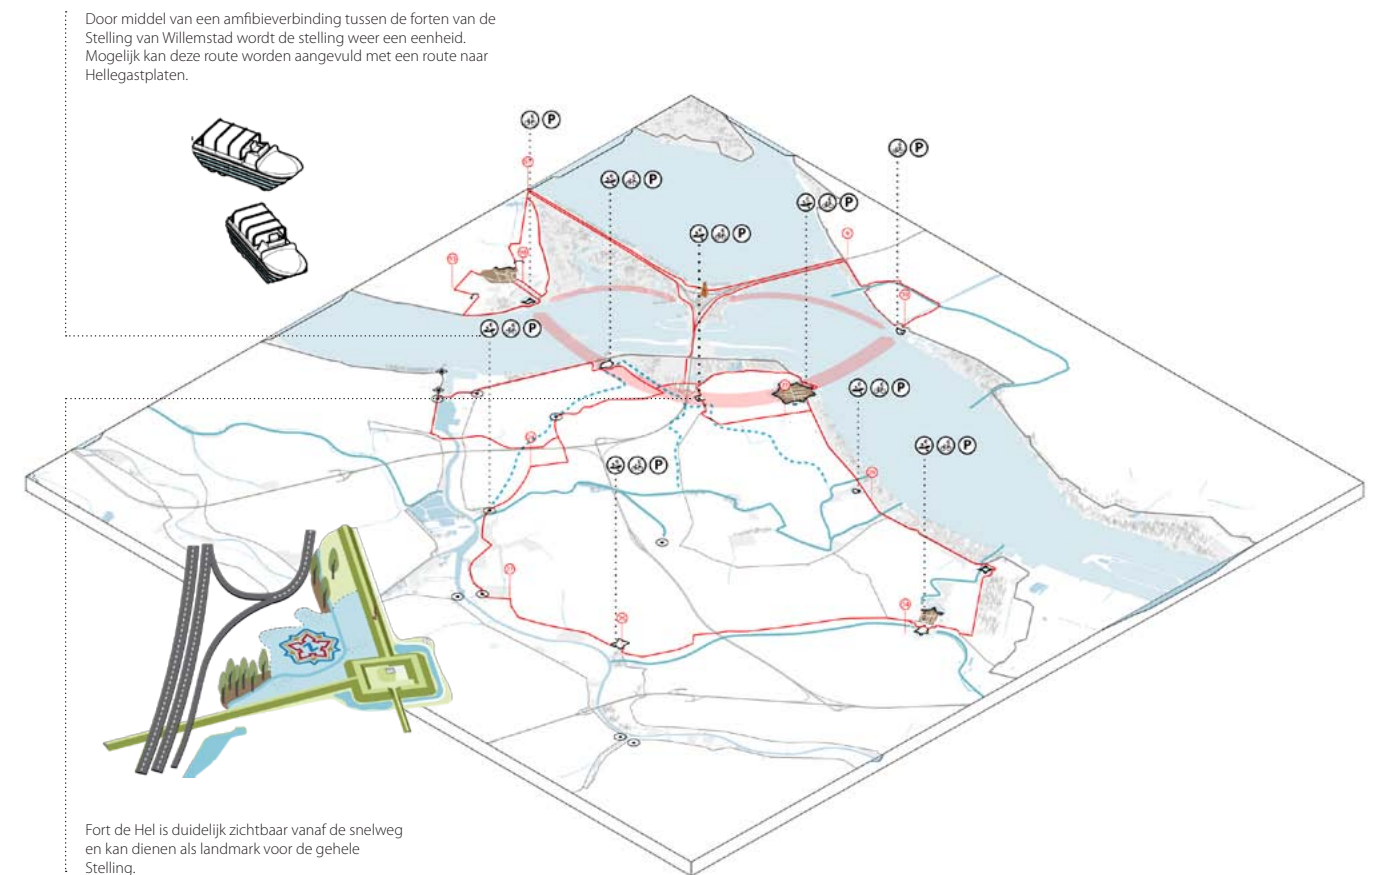 Door middel van een amfibieverbinding tussen de forten van de
Stelling van Willemstad wordt de stelling weer een eenheid.
Mogelijk kan deze route worden aangevuld met een route naar
Hellegastplaten.
P
P
P
P
P
P
P
P
P
P
Fort de Hel is duidelijk zichtbaar vanaf de snelweg
en kan dienen als landmark voor de gehele
Stelling.